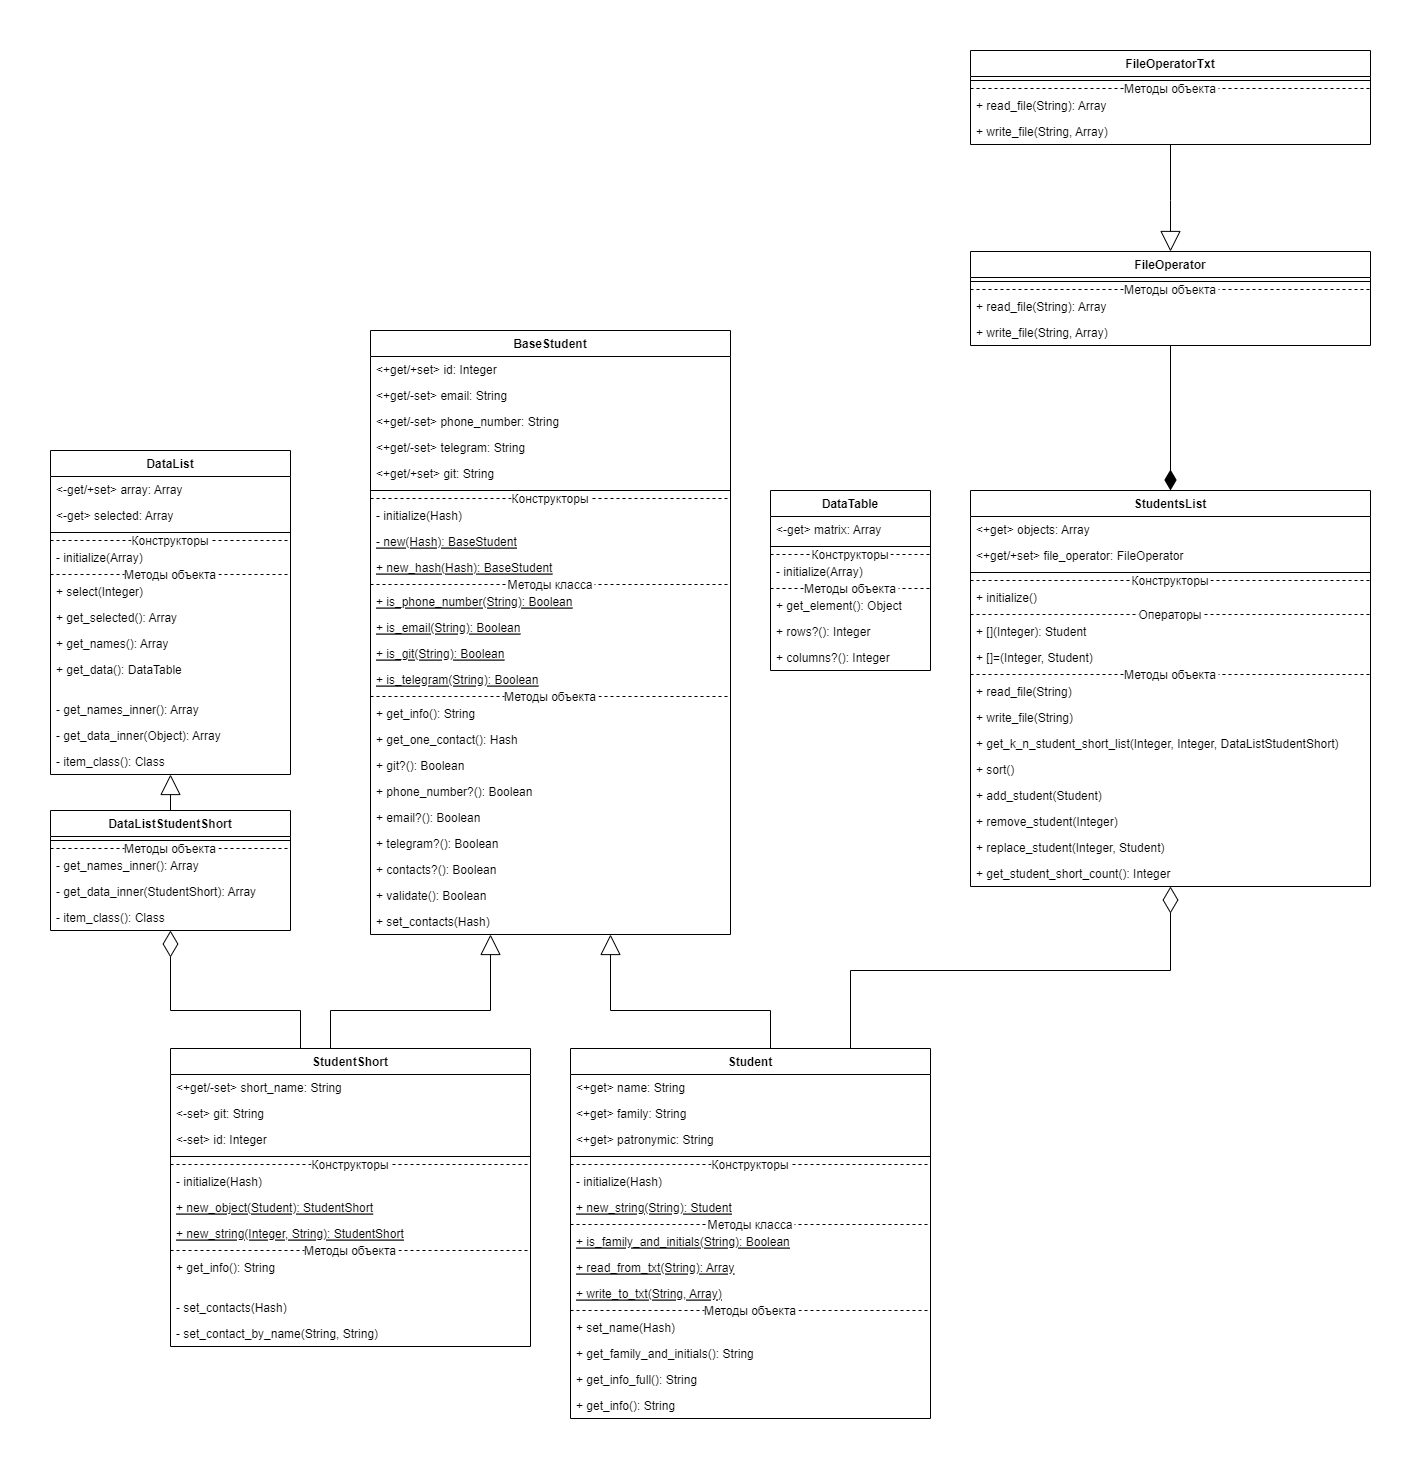 FileOperatorTxt
Методы объекта
+ read_file(String): Array
+ write_file(String, Array)
FileOperator
Методы объекта
+ read_file(String): Array
+ write_file(String, Array)
BaseStudent
<+get/+set> id: Integer
<+get/-set> email: String
<+get/-set> phone_number: String
<+get/-set> telegram: String
<+get/+set> git: String
Конструкторы
- initialize(Hash)
- new(Hash): BaseStudent
+ new_hash(Hash): BaseStudent
Методы класса
+ is_phone_number(String): Boolean
+ is_email(String): Boolean
+ is_git(String): Boolean
+ is_telegram(String): Boolean
Методы объекта
+ get_info(): String
+ get_one_contact(): Hash
+ git?(): Boolean
+ phone_number?(): Boolean
+ email?(): Boolean
+ telegram?(): Boolean
+ contacts?(): Boolean
+ validate(): Boolean
+ set_contacts(Hash)
DataList
<-get/+set> array: Array
<-get> selected: Array
Конструкторы
- initialize(Array)
Методы объекта
+ select(Integer)
+ get_selected(): Array
+ get_names(): Array
+ get_data(): DataTable
- get_names_inner(): Array
- get_data_inner(Object): Array
- item_class(): Class
DataListStudentShort
Методы объекта
- get_names_inner(): Array
- get_data_inner(StudentShort): Array
- item_class(): Class
DataTable
<-get> matrix: Array
Конструкторы
- initialize(Array)
Методы объекта
+ get_element(): Object
+ rows?(): Integer
+ columns?(): Integer
StudentsList
<+get> objects: Array
<+get/+set> file_operator: FileOperator
Конструкторы
+ initialize()
Операторы
+ [](Integer): Student
+ []=(Integer, Student)
Методы объекта
+ read_file(String)
+ write_file(String)
+ get_k_n_student_short_list(Integer, Integer, DataListStudentShort)
+ sort()
+ add_student(Student)
+ remove_student(Integer)
+ replace_student(Integer, Student)
+ get_student_short_count(): Integer
StudentShort
<+get/-set> short_name: String
<-set> git: String
<-set> id: Integer
Конструкторы
- initialize(Hash)
+ new_object(Student): StudentShort
+ new_string(Integer, String): StudentShort
Методы объекта
+ get_info(): String
- set_contacts(Hash)
- set_contact_by_name(String, String)
Student
<+get> name: String
<+get> family: String
<+get> patronymic: String
Конструкторы
- initialize(Hash)
+ new_string(String): Student
Методы класса
+ is_family_and_initials(String): Boolean
+ read_from_txt(String): Array
+ write_to_txt(String, Array)
Методы объекта
+ set_name(Hash)
+ get_family_and_initials(): String
+ get_info_full(): String
+ get_info(): String